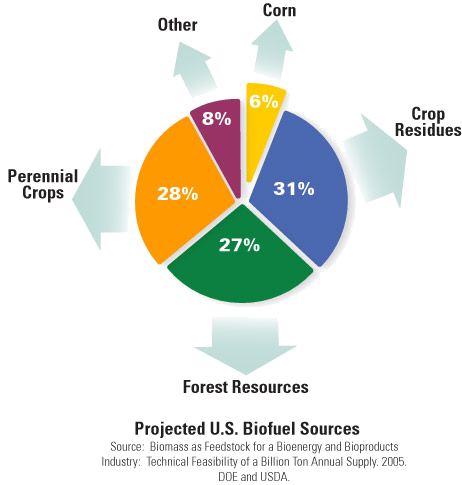 Corn
Other
6%
8%
Crop
Residues
Perennial
Crops
28%
31%
27%
Forest Resources
Projected U.S. Biofuel Sources
Source: Biomass as Feedstock for a Bioenergy and Bioproducts
Industry: Technical Feasibility of a Billion Ton Annual Supply. 2005.
DOE and USDA.